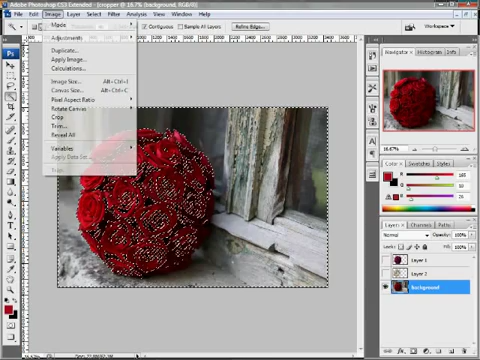 Adobe Photoshop CS3 Extended - [cropper @ 16.7% (background, RGB/8)]
File Edit Image Layer Select Filter Analysis View Window Help
Contiguous Sample All Layers Refine Edge... Workspace
Mode
Adjustments
Duplicate...
Apply Image...
Calculations...
Image Size... Alt+Ctrl+I
Canvas Size... Alt+Ctrl+C
Pixel Aspect Ratio
Rotate Canvas
Crop
Trim...
Reveal All
Variables
Apply Data Set...
Trap...
Navigator Histogram Info
16.67%
Color Swatches Styles
R
G
B
Layers Channels Paths
Normal Opacity: 100%
Lock: Fill: 100%
Layer 1
Layer 2
background